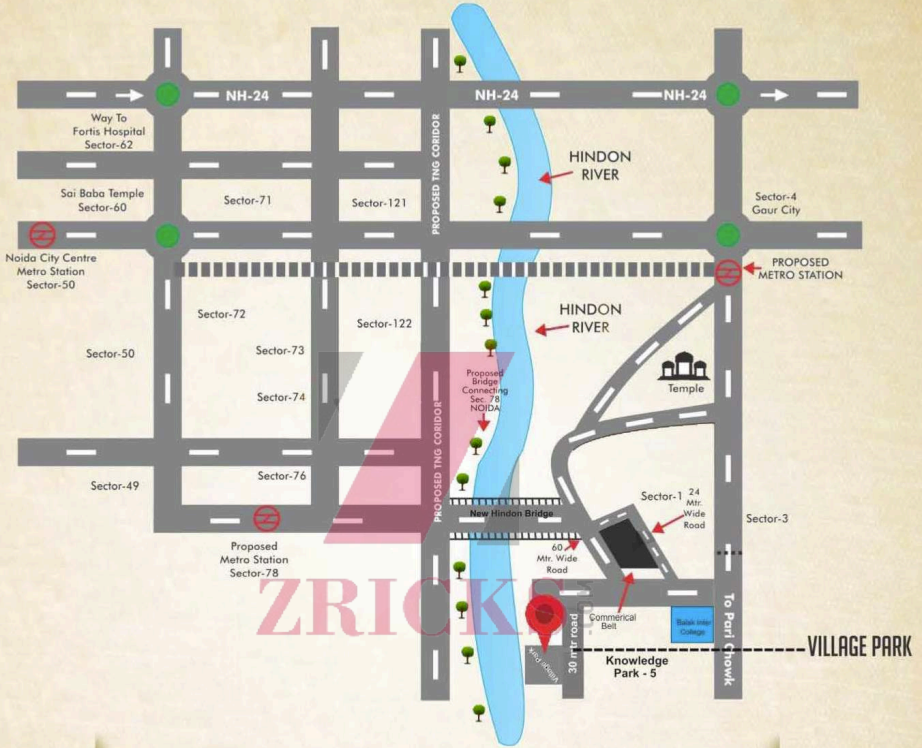 NH-24
NH-24
NH-24
Way To
Fortis Hospital
Sector-62
PROPOSED TNG CORIDOR
HINDON
RIVER
Sai Baba Temple
Sector-60
Sector-71
Sector-121
Sector-4
Gaur City
Noida City Centre
Metro Station
Sector-50
PROPOSED
METRO STATION
Sector-72
Sector-122
HINDON
RIVER
Sector-50
Sector-73
Sector-74
Proposed
Bridge
Connecting
Sec. 78
NOIDA
Temple
PROPOSED TNG CORIDOR
Sector-49
Sector-76
Sector-1
24
Mtr.
Wide
Road
Sector-3
New Hindon Bridge
Proposed
Metro Station
Sector-78
60
Mtr. Wide
Road
ZRICKS
.COM
Commerical
Belt
Balak Inter
College
To Pari Chowk
30 mtr road
Village Park
Knowledge
Park - 5
VILLAGE PARK